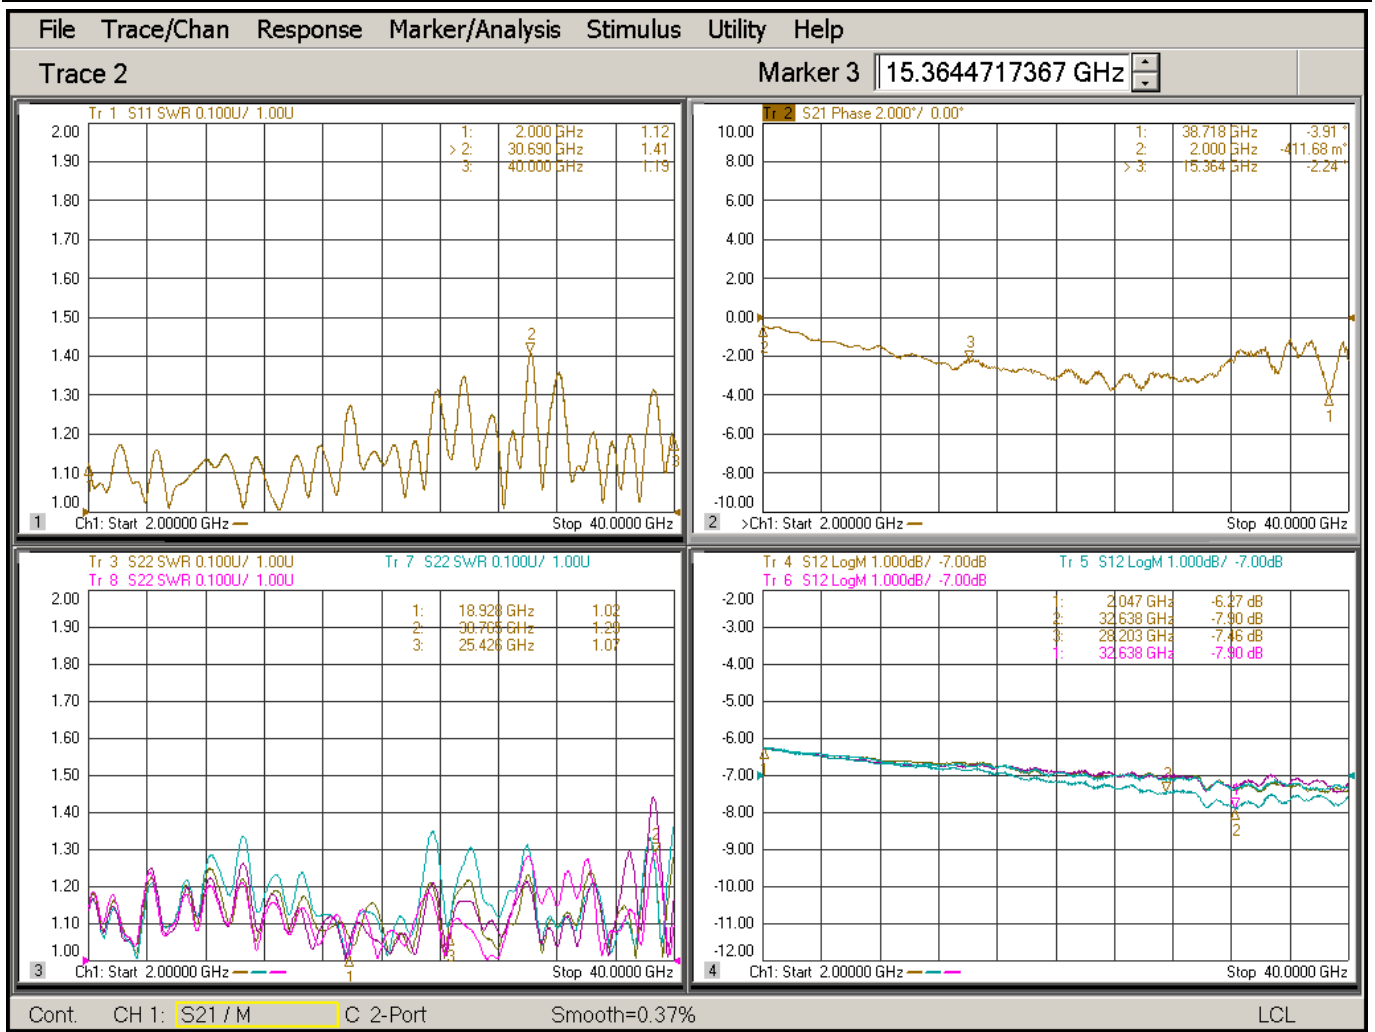 File Trace/Chan Response Marker/Analysis Stimulus Utility Help
Trace 2 Marker 3 15.3644717367 GHz
Tr 1 S11 SWR 0.100U/ 1.00U
1: 2.000 GHz 1.12
> 2: 30.690 GHz 1.41
3: 40.000 GHz 1.19
2.00
1.90
1.80
1.70
1.60
1.50
1.40
1.30
1.20
1.10
1.00
2
3
1 Ch1: Start 2.00000 GHz Stop 40.0000 GHz
Tr 2 S21 Phase 2.000°/ 0.00°
1: 38.718 GHz -3.91 °
2: 2.000 GHz -411.68 m°
> 3: 15.364 GHz -2.24 °
10.00
8.00
6.00
4.00
2.00
0.00
-2.00
-4.00
-6.00
-8.00
-10.00
2
3
1
2 >Ch1: Start 2.00000 GHz Stop 40.0000 GHz
Tr 3 S22 SWR 0.100U/ 1.00U Tr 7 S22 SWR 0.100U/ 1.00U
Tr 8 S22 SWR 0.100U/ 1.00U
1: 18.928 GHz 1.02
2: 30.765 GHz 1.29
3: 25.426 GHz 1.07
2.00
1.90
1.80
1.70
1.60
1.50
1.40
1.30
1.20
1.10
1.00
2
3
1
3 Ch1: Start 2.00000 GHz Stop 40.0000 GHz
Tr 4 S12 LogM 1.000dB/ -7.00dB Tr 5 S12 LogM 1.000dB/ -7.00dB
Tr 6 S12 LogM 1.000dB/ -7.00dB
1: 2.047 GHz -6.27 dB
2: 32.638 GHz -7.90 dB
3: 28.203 GHz -7.46 dB
1: 32.638 GHz -7.90 dB
-2.00
-3.00
-4.00
-5.00
-6.00
-7.00
-8.00
-9.00
-10.00
-11.00
-12.00
2
4 Ch1: Start 2.00000 GHz Stop 40.0000 GHz
Cont. CH 1: S21 / M C 2-Port Smooth=0.37% LCL